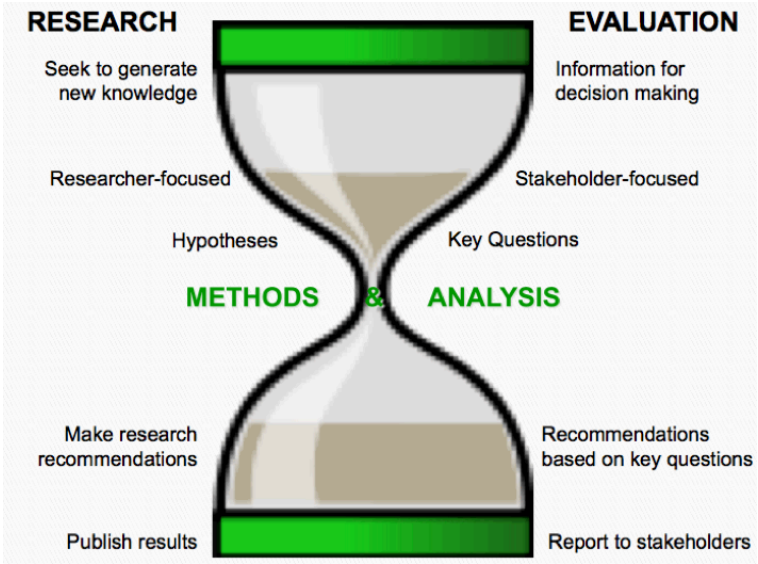 RESEARCH
EVALUATION
Seek to generate
new knowledge
Information for
decision making
Researcher-focused
Stakeholder-focused
Hypotheses
Key Questions
METHODS & ANALYSIS
Make research
recommendations
Recommendations
based on key questions
Publish results
Report to stakeholders